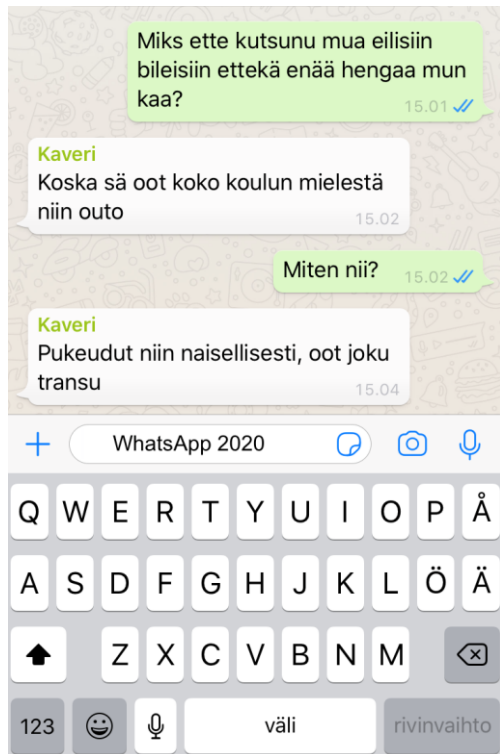 Miks ette kutsunu mua eilisiin
bileisiin ettekä enää hengaa mun
kaa?
15.01
Kaveri
Koska sä oot koko koulun mielestä
niin outo
15.02
Miten nii?
15.02
Kaveri
Pukeudut niin naisellisesti, oot joku
transu
15.04
WhatsApp 2020
Q W E R T Y U I O P Å
A S D F G H J K L Ö Ä
Z X C V B N M
123 väli rivinvaihto